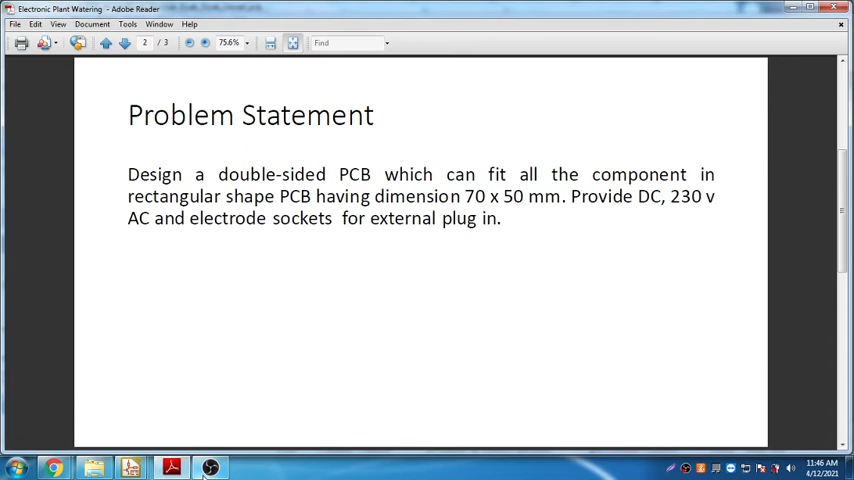 Electronic Plant Watering - Adobe Reader
File Edit View Document Tools Window Help
2 / 3 75.6% Find
Problem Statement
Design a double-sided PCB which can fit all the component in
rectangular shape PCB having dimension 70 x 50 mm. Provide DC, 230 v
AC and electrode sockets for external plug in.
11:46 AM
4/12/2021